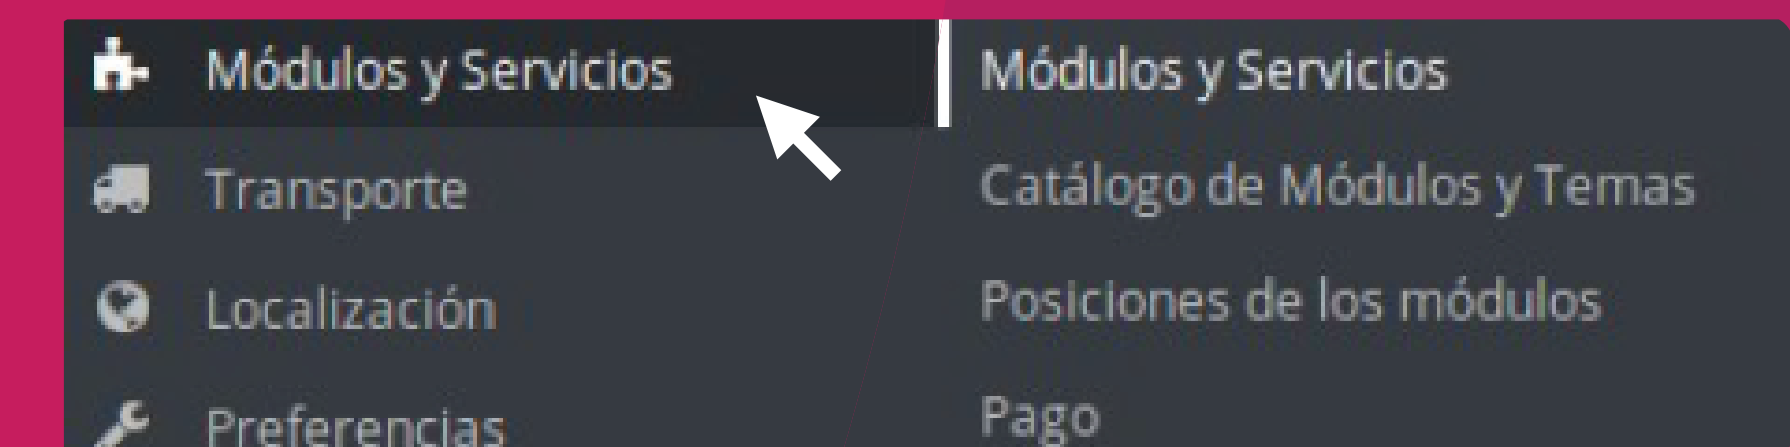 Módulos y Servicios
Transporte
Localización
Preferencias
Módulos y Servicios
Catálogo de Módulos y Temas
Posiciones de los módulos
Pago